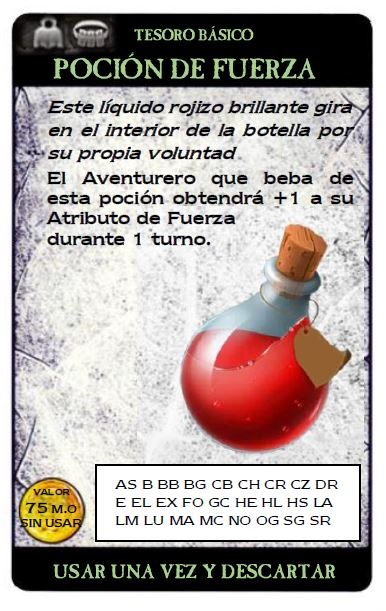 TESORO BÁSICO
POCIÓN DE FUERZA
Este líquido rojizo brillante gira
en el interior de la botella por
su propia voluntad
El Aventurero que beba de
esta poción obtendrá +1 a su
Atributo de Fuerza
durante 1 turno.
VALOR
75 M.O
SIN USAR
AS B BB BG CB CH CR CZ DR
E EL EX FO GC HE HL HS LA
LM LU MA MC NO OG SG SR
USAR UNA VEZ Y DESCARTAR